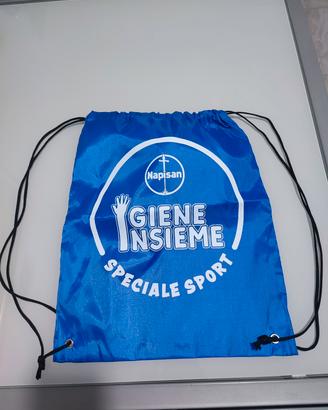 Napisan
IGIENE
INSIEME
SPECIALE SPORT